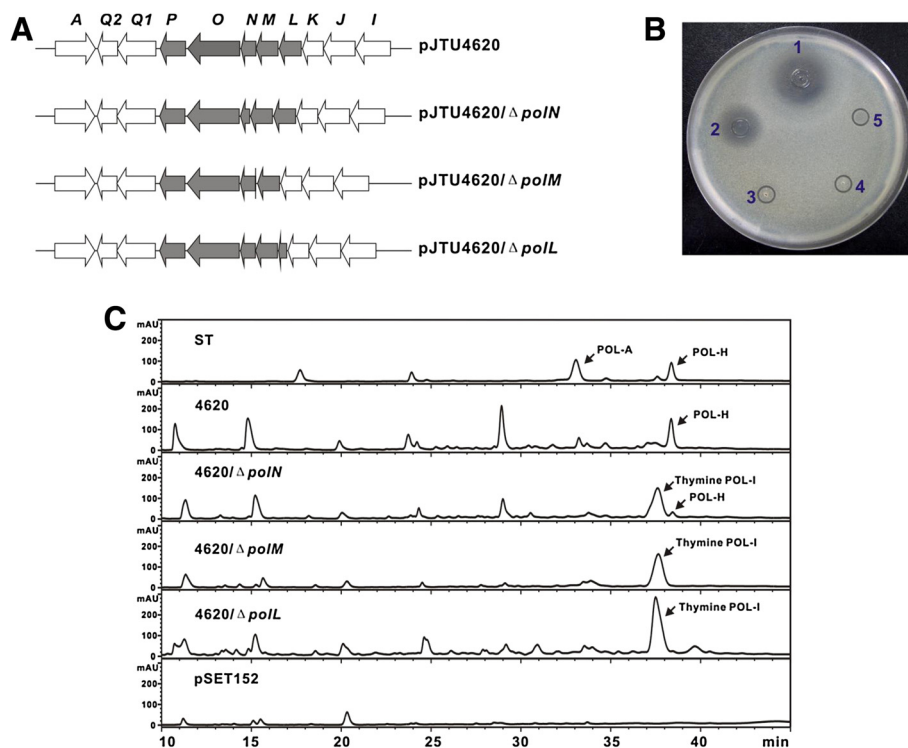 A
A Q2 Q1 P O N M L K J I
pJTU4620
pJTU4620/Δpo1N
pJTU4620/ΔpolM
pJTU4620/ΔpolL
B
1
2
5
3
4
C
mAU
200
100
0
ST
POL-A
POL-H
mAU
200
100
0
4620
POL-H
mAU
200
100
0
4620/ΔpolN
Thymine POL-I
POL-H
mAU
200
100
0
4620/ΔpolM
Thymine POL-I
mAU
200
100
0
4620/ΔpolL
Thymine POL-I
mAU
200
100
0
pSET152
10 15 20 25 30 35 40 min